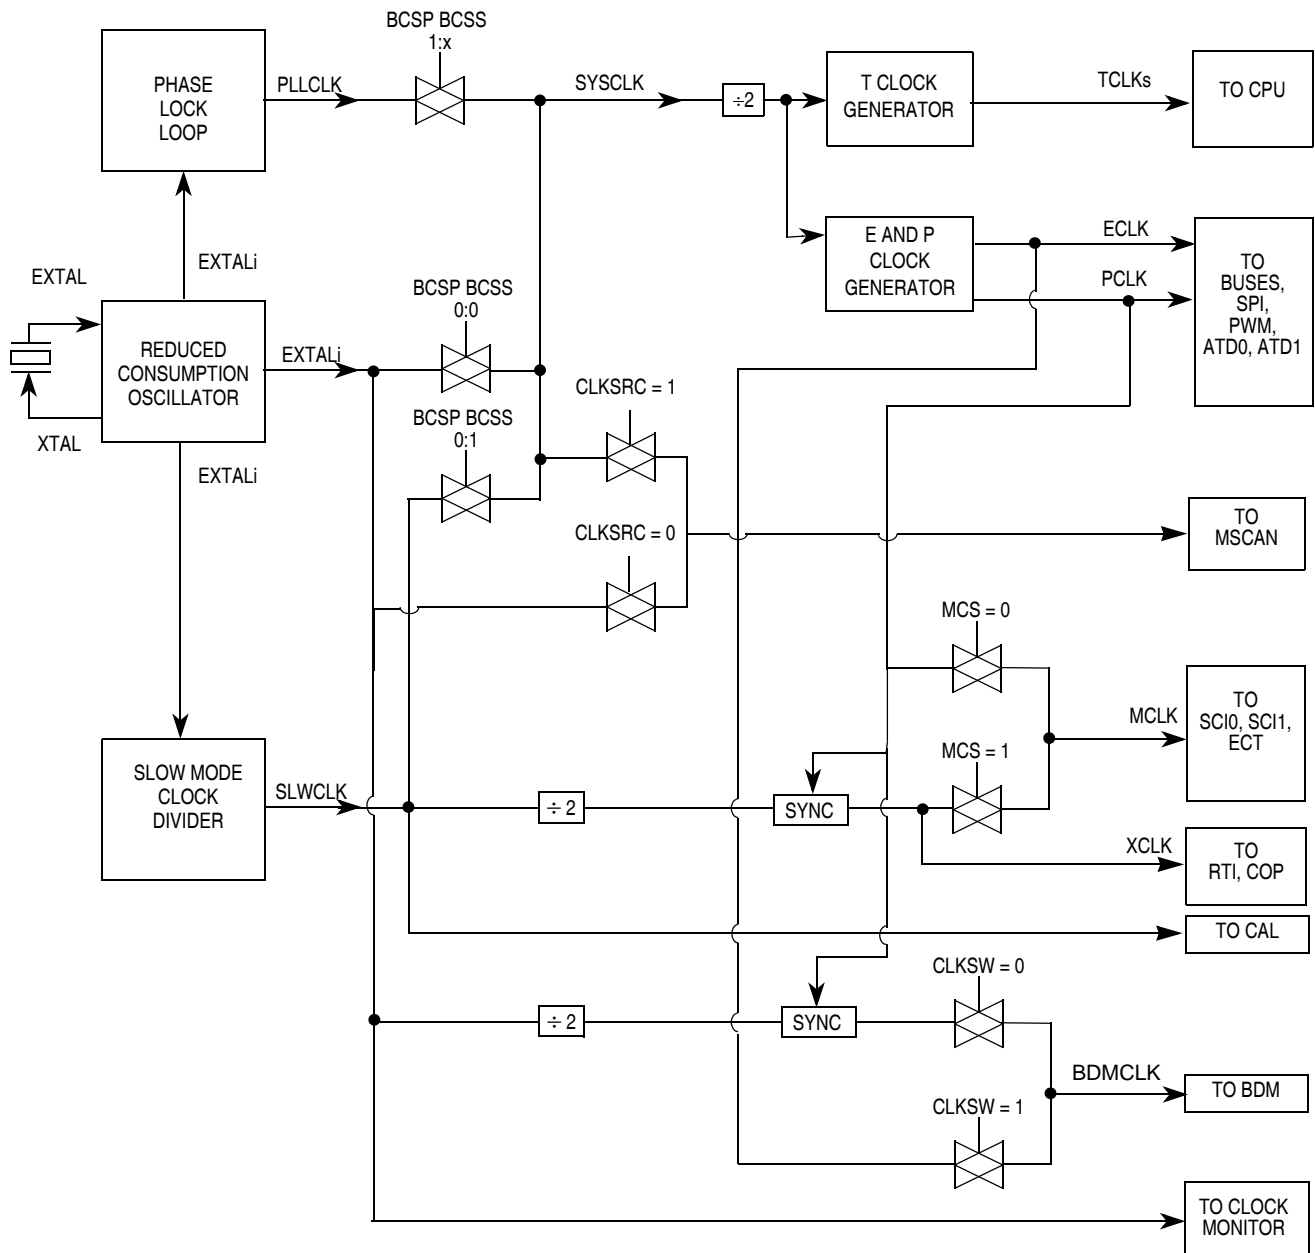 BCSP BCSS
1:x
PHASE
LOCK
LOOP
PLLCLK
SYSCLK
÷2
T CLOCK
GENERATOR
TCLKs
TO CPU
EXTALi
EXTAL
REDUCED
CONSUMPTION
OSCILLATOR
XTAL
EXTALi
BCSP BCSS
0:0
E AND P
CLOCK
GENERATOR
ECLK
PCLK
TO
BUSES,
SPI,
PWM,
ATD0, ATD1
BCSP BCSS
0:1
CLKSRC = 1
EXTALi
CLKSRC = 0
TO
MSCAN
MCS = 0
MCLK
TO
SCI0, SCI1,
ECT
SLOW MODE
CLOCK
DIVIDER
SLWCLK
÷ 2
SYNC
MCS = 1
XCLK
TO
RTI, COP
TO CAL
CLKSW = 0
÷ 2
SYNC
BDMCLK
TO BDM
CLKSW = 1
TO CLOCK
MONITOR